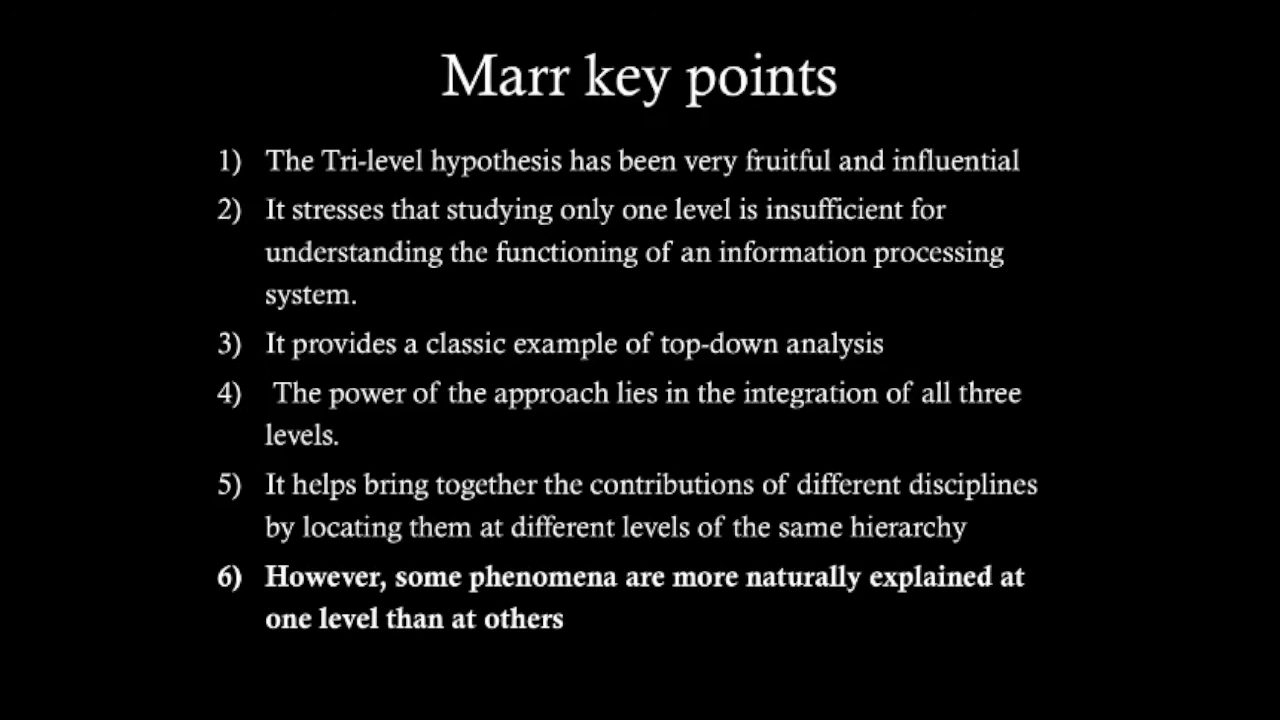 Marr key points
1) The Tri-level hypothesis has been very fruitful and influential
2) It stresses that studying only one level is insufficient for
understanding the functioning of an information processing
system.
3) It provides a classic example of top-down analysis
4) The power of the approach lies in the integration of all three
levels.
5) It helps bring together the contributions of different disciplines
by locating them at different levels of the same hierarchy
6) However, some phenomena are more naturally explained at
one level than at others